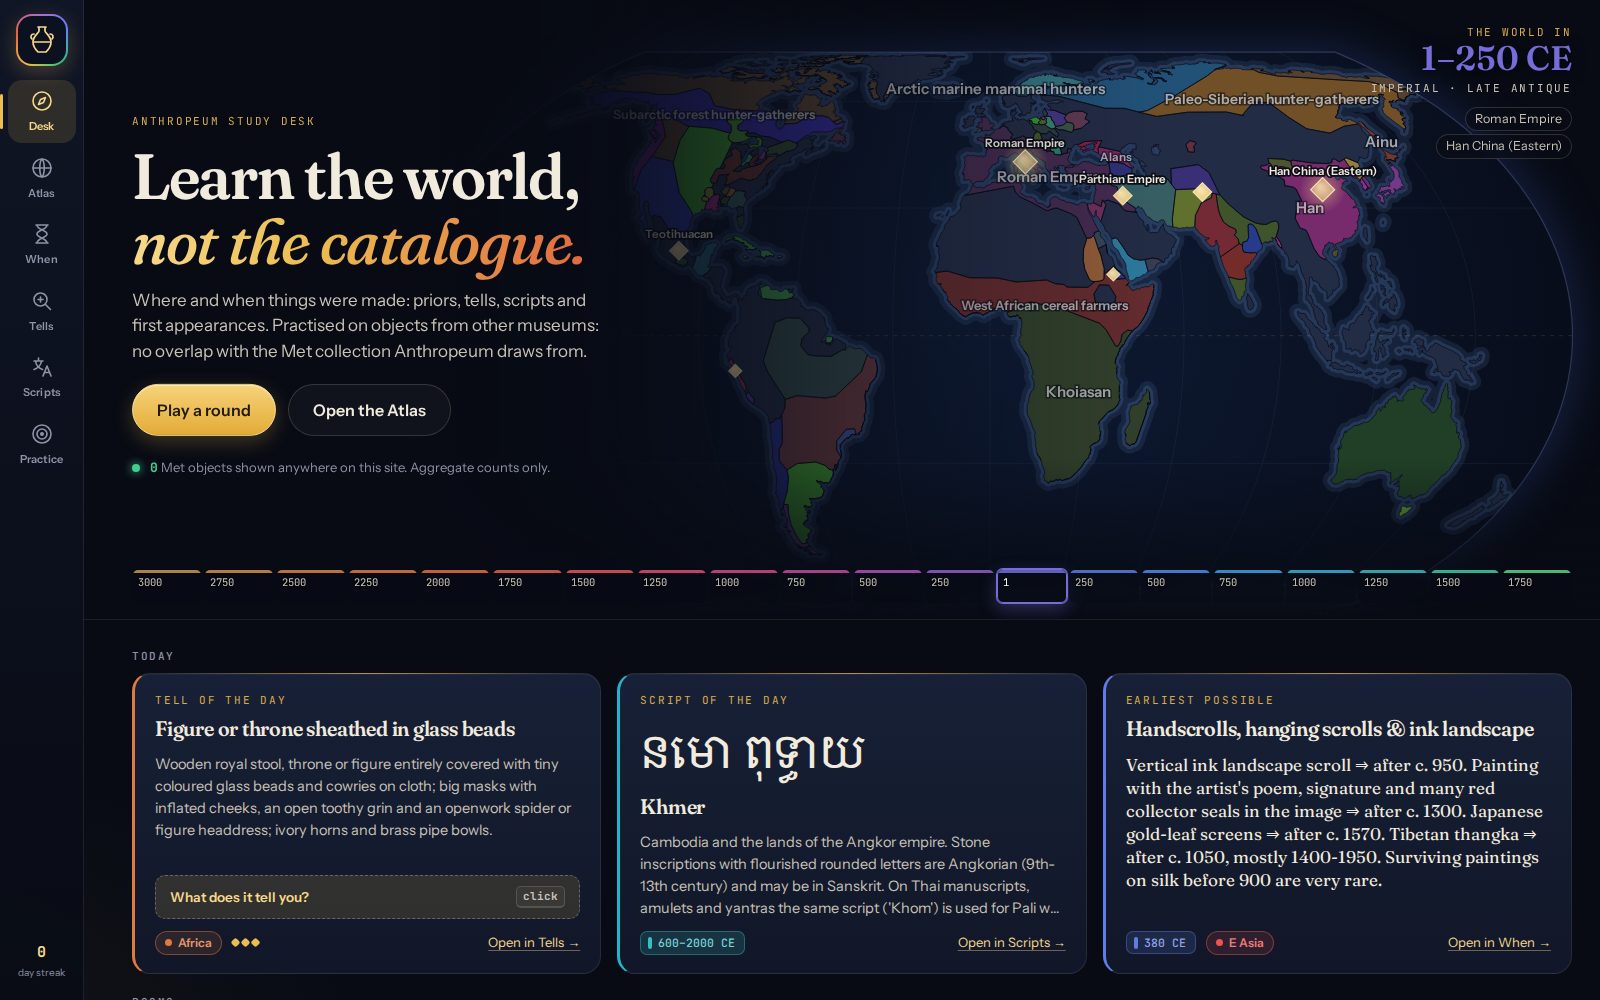 Desk
Atlas
When
Tells
Scripts
Practice
0
day streak
ANTHROPEUM STUDY DESK
Learn the world,
not the catalogue.
Where and when things were made: priors, tells, scripts and
first appearances. Practised on objects from other museums:
no overlap with the Met collection Anthropeum draws from.
Play a round
Open the Atlas
0 Met objects shown anywhere on this site. Aggregate counts only.
THE WORLD IN
1–250 CE
IMPERIAL · LATE ANTIQUE
Roman Empire
Han China (Eastern)
Arctic marine mammal hunters
Subarctic forest hunter-gatherers
Paleo-Siberian hunter-gatherers
Ainu
Roman Empire
Alans
Roman Emp
Parthian Empire
Han China (Eastern)
Han
Teotihuacan
West African cereal farmers
Khoiasan
3000 2750 2500 2250 2000 1750 1500 1250 1000 750 500 250 1 250 500 750 1000 1250 1500 1750
TODAY
TELL OF THE DAY
Figure or throne sheathed in glass beads
Wooden royal stool, throne or figure entirely covered with tiny
coloured glass beads and cowries on cloth; big masks with
inflated cheeks, an open toothy grin and an openwork spider or
figure headdress; ivory horns and brass pipe bowls.
What does it tell you?
click
Africa
Open in Tells →
SCRIPT OF THE DAY
នមោ ពុទ្ធាយ
Khmer
Cambodia and the lands of the Angkor empire. Stone
inscriptions with flourished rounded letters are Angkorian (9th-
13th century) and may be in Sanskrit. On Thai manuscripts,
amulets and yantras the same script ('Khom') is used for Pali w...
600–2000 CE
Open in Scripts →
EARLIEST POSSIBLE
Handscrolls, hanging scrolls & ink landscape
Vertical ink landscape scroll ⇒ after c. 950. Painting
with the artist's poem, signature and many red
collector seals in the image ⇒ after c. 1300. Japanese
gold-leaf screens ⇒ after c. 1570. Tibetan thangka ⇒
after c. 1050, mostly 1400-1950. Surviving paintings
on silk before 900 are very rare.
380 CE
E Asia
Open in When →